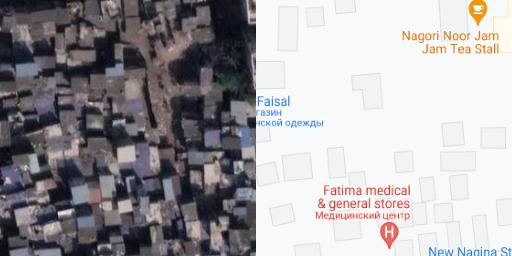 Nagori Noor Jam
Jam Tea Stall
Faisal
газин
нской одежды
Fatima medical
& general stores
Медицинский центр
H
New Nagina St